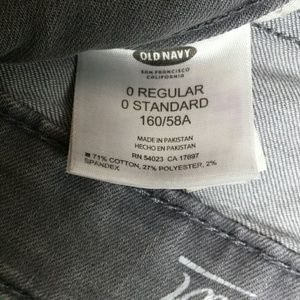 OLD NAVY
SAN FRANCISCO
CALIFORNIA
0 REGULAR
0 STANDARD
160/58A
MADE IN PAKISTAN
HECHO EN PAKISTAN
RN 54023 CA 17897
71% COTTON, 27% POLYESTER, 2%
SPANDEX